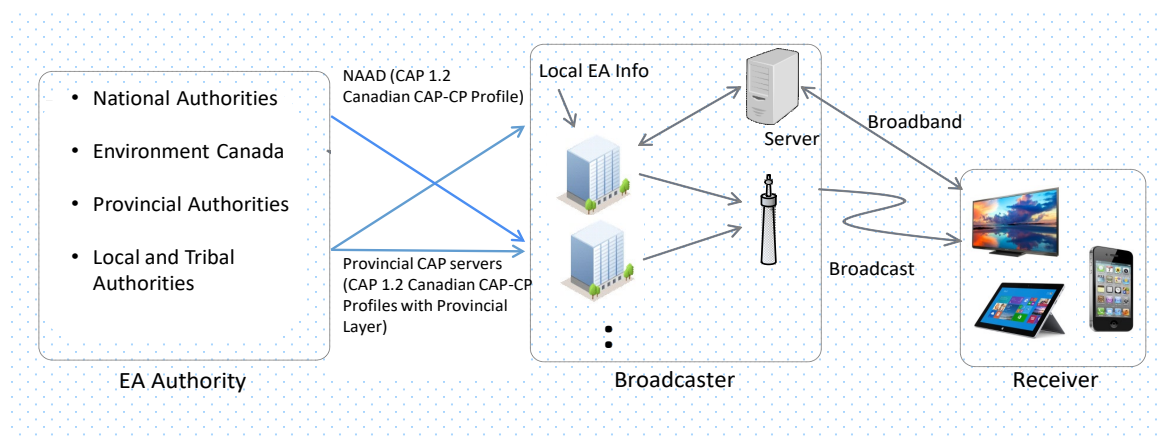 • National Authorities
• Environment Canada
• Provincial Authorities
• Local and Tribal
Authorities
EA Authority
NAAD (CAP 1.2
Canadian CAP-CP Profile)
Provincial CAP servers
(CAP 1.2 Canadian CAP-CP
Profiles with Provincial
Layer)
Local EA Info
Server
Broadcaster
Broadband
Broadcast
Receiver